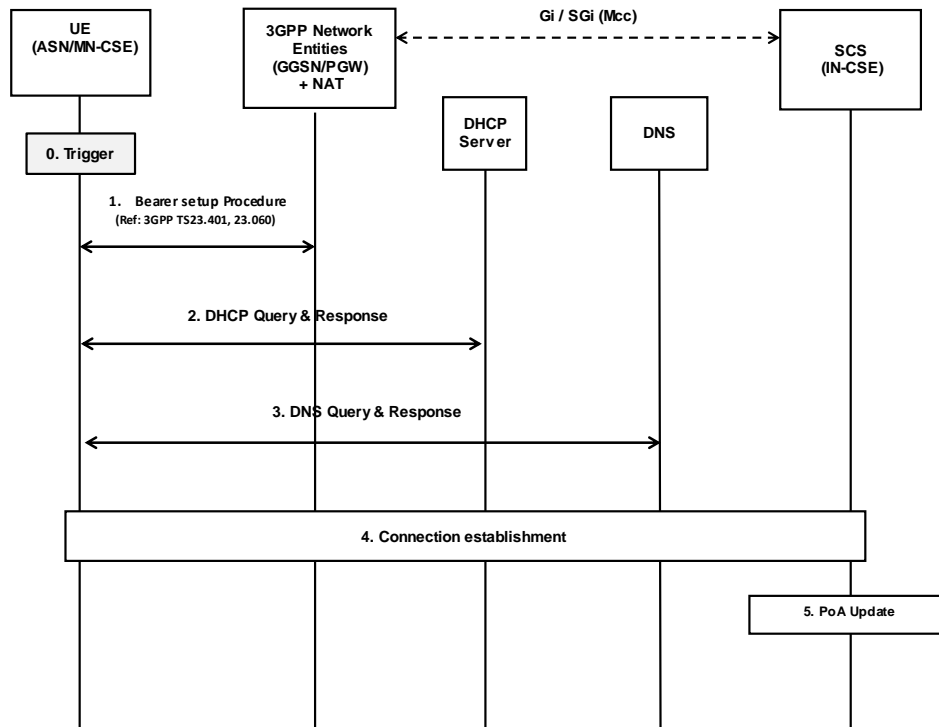 UE
(ASN/MN-CSE)
3GPP Network
Entities
(GGSN/PGW)
+ NAT
Gi / SGi (Mcc)
SCS
(IN-CSE)
DHCP
Server
DNS
0. Trigger
1. Bearer setup Procedure
(Ref: 3GPP TS23.401, 23.060)
2. DHCP Query & Response
3. DNS Query & Response
4. Connection establishment
5. PoA Update